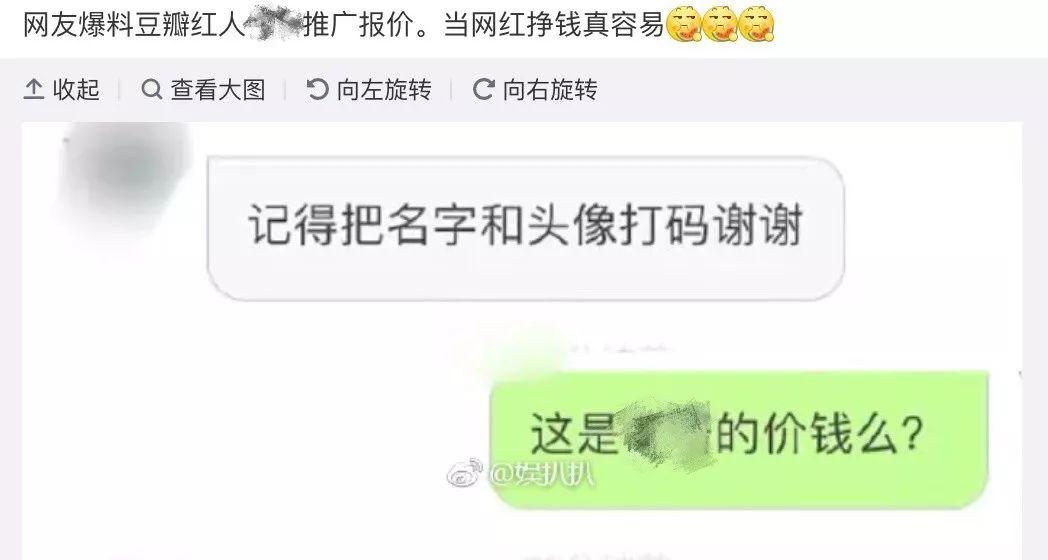 网友爆料豆瓣红人推广报价。当网红挣钱真容易
收起 查看大图 向左旋转 向右旋转
记得把名字和头像打码谢谢
这是的价钱么?
@娱扒扒